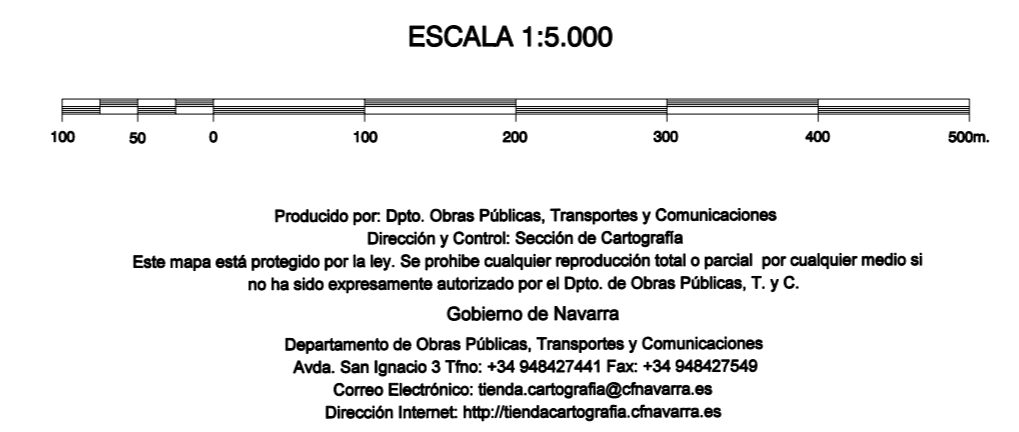 ESCALA 1:5.000
100 50 0 100 200 300 400 500m.
Producido por: Dpto. Obras Públicas, Transportes y Comunicaciones
Dirección y Control: Sección de Cartografía
Este mapa está protegido por la ley. Se prohibe cualquier reproducción total o parcial por cualquier medio si
no ha sido expresamente autorizado por el Dpto. de Obras Públicas, T. y C.
Gobierno de Navarra
Departamento de Obras Públicas, Transportes y Comunicaciones
Avda. San Ignacio 3 Tfno: +34 948427441 Fax: +34 948427549
Correo Electrónico: tienda.cartografia@cfnavarra.es
Dirección Internet: http://tiendacartografia.cfnavarra.es